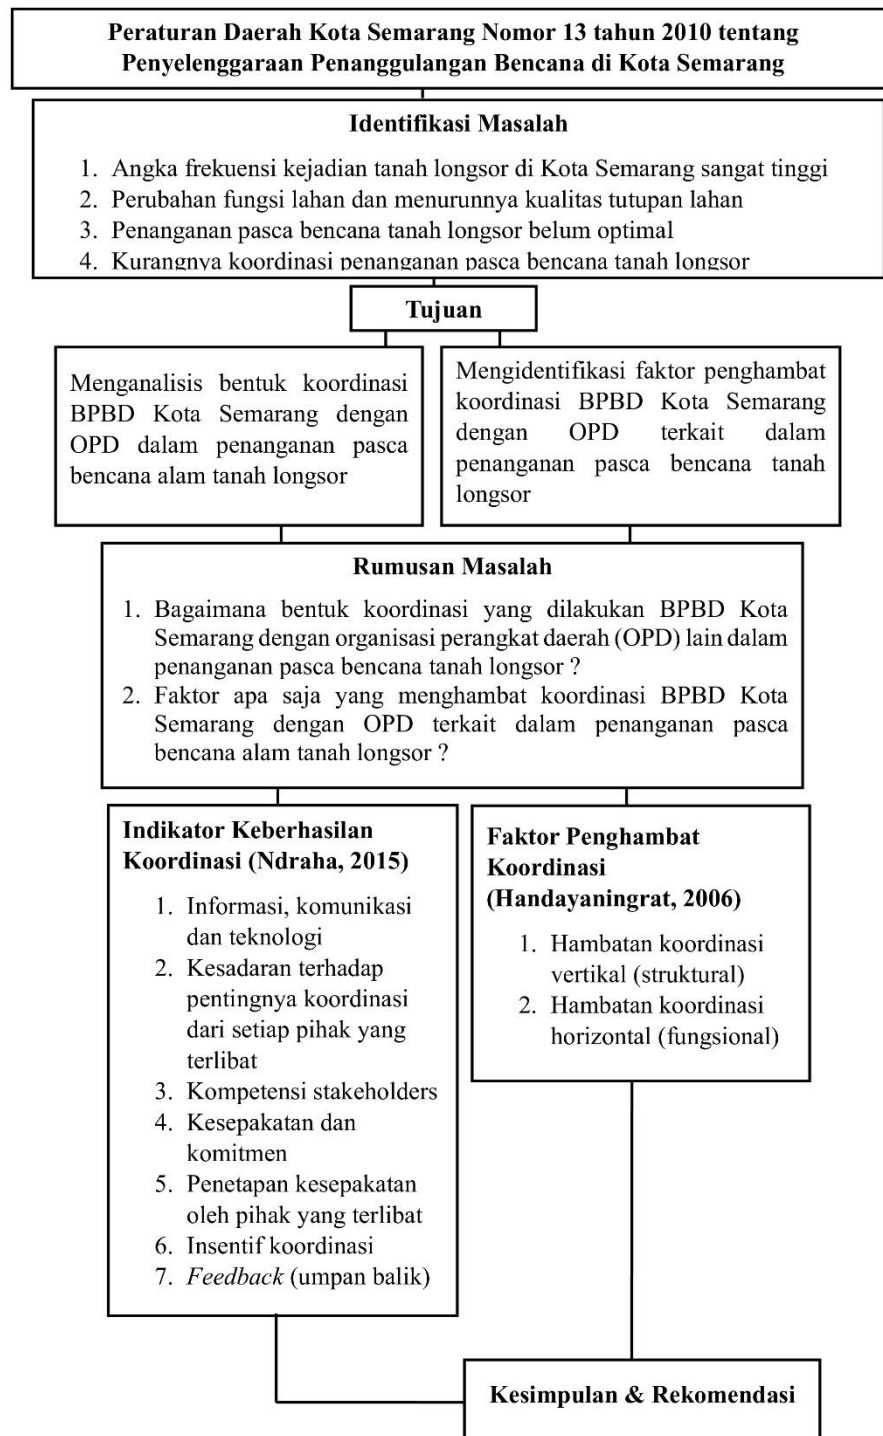 Peraturan Daerah Kota Semarang Nomor 13 tahun 2010 tentang
Penyelenggaraan Penanggulangan Bencana di Kota Semarang
Identifikasi Masalah
1. Angka frekuensi kejadian tanah longsor di Kota Semarang sangat tinggi
2. Perubahan fungsi lahan dan menurunnya kualitas tutupan lahan
3. Penanganan pasca bencana tanah longsor belum optimal
4. Kurangnya koordinasi penanganan pasca bencana tanah longsor
Tujuan
Menganalisis bentuk koordinasi
BPBD Kota Semarang dengan
OPD dalam penanganan pasca
bencana alam tanah longsor
Mengidentifikasi faktor penghambat
koordinasi BPBD Kota Semarang
dengan OPD terkait dalam
penanganan pasca bencana tanah
longsor
Rumusan Masalah
1. Bagaimana bentuk koordinasi yang dilakukan BPBD Kota
Semarang dengan organisasi perangkat daerah (OPD) lain dalam
penanganan pasca bencana tanah longsor ?
2. Faktor apa saja yang menghambat koordinasi BPBD Kota
Semarang dengan OPD terkait dalam penanganan pasca
bencana alam tanah longsor ?
Indikator Keberhasilan
Koordinasi (Ndraha, 2015)
1. Informasi, komunikasi
dan teknologi
2. Kesadaran terhadap
pentingnya koordinasi
dari setiap pihak yang
terlibat
3. Kompetensi stakeholders
4. Kesepakatan dan
komitmen
5. Penetapan kesepakatan
oleh pihak yang terlibat
6. Insentif koordinasi
7. Feedback (umpan balik)
Faktor Penghambat
Koordinasi
(Handayaningrat, 2006)
1. Hambatan koordinasi
vertikal (struktural)
2. Hambatan koordinasi
horizontal (fungsional)
Kesimpulan & Rekomendasi